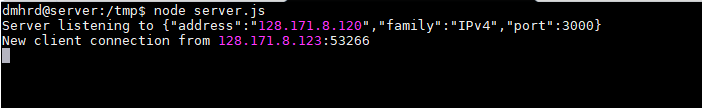 dmhrd@server:/tmp$ node server.js
Server listening to {"address":"128.171.8.120","family":"IPv4","port":3000}
New client connection from 128.171.8.123:53266